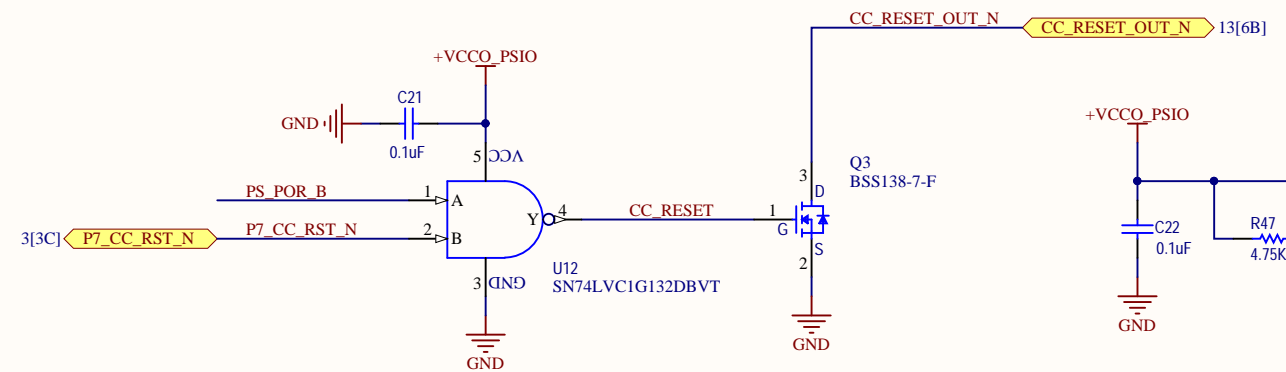 CC_RESET_OUT_N
CC_RESET_OUT_N 13[6B]
+VCCO_PSIO
C21
GND
0.1uF
5 VCC
PS_POR_B 1 A
3[3C] P7_CC_RST_N P7_CC_RST_N 2 B
Y 4 CC_RESET 1 G
3 D
S
2
Q3
BSS138-7-F
3 GND
U12
SN74LVC1G132DBVT
GND
GND
+VCCO_PSIO
C22
0.1uF
R47
4.75K
GND